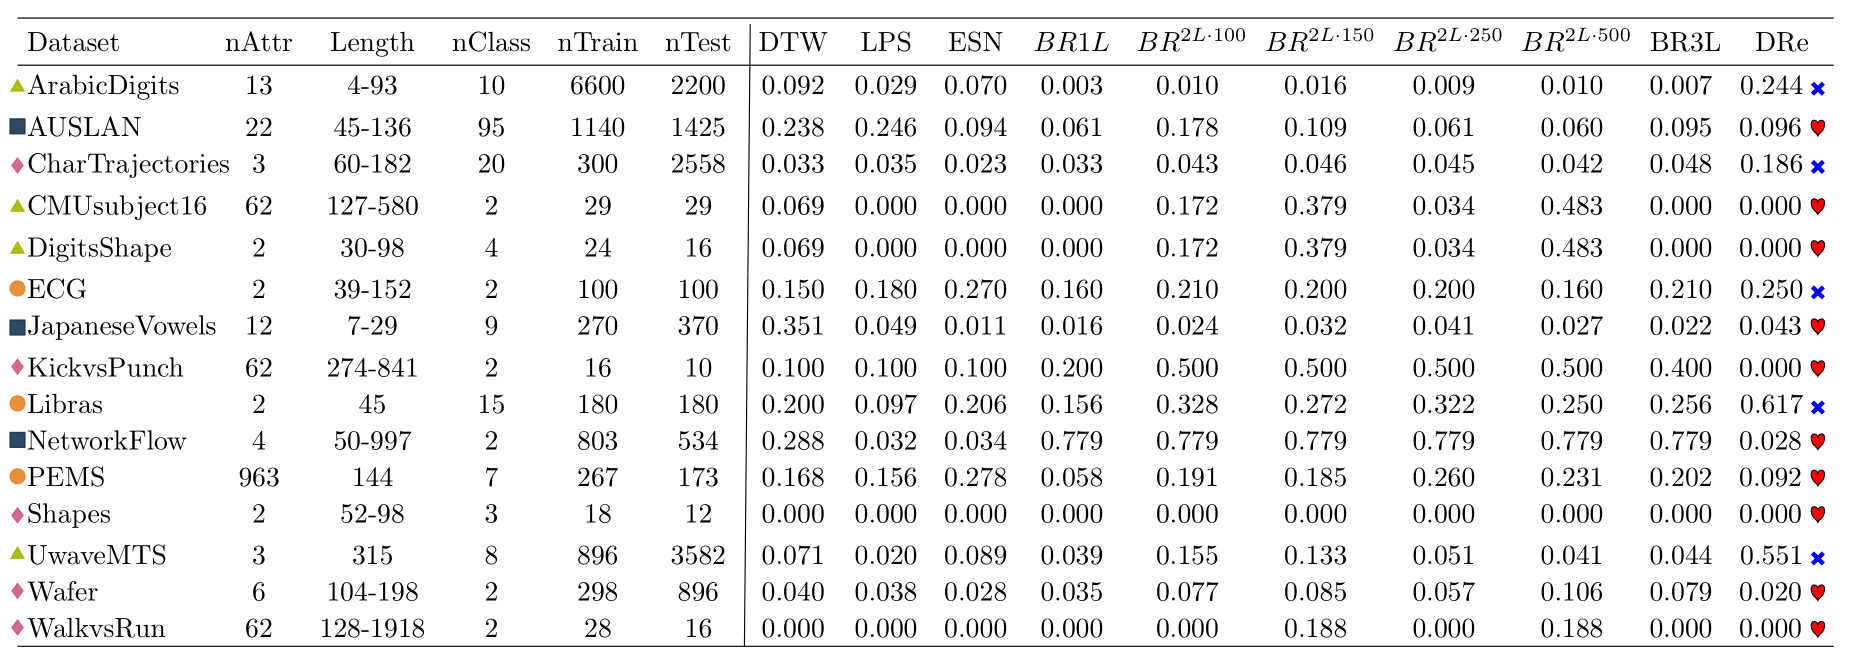 Dataset nAttr Length nClass nTrain nTest DTW LPS ESN BR1L BR^{2L·100} BR^{2L·150} BR^{2L·250} BR^{2L·500} BR3L DRe
ArabicDigits 13 4-93 10 6600 2200 0.092 0.029 0.070 0.003 0.010 0.016 0.009 0.010 0.007 0.244
AUSLAN 22 45-136 95 1140 1425 0.238 0.246 0.094 0.061 0.178 0.109 0.061 0.060 0.095 0.096
CharTrajectories 3 60-182 20 300 2558 0.033 0.035 0.023 0.033 0.043 0.046 0.045 0.042 0.048 0.186
CMUsubject16 62 127-580 2 29 29 0.069 0.000 0.000 0.000 0.172 0.379 0.034 0.483 0.000 0.000
DigitsShape 2 30-98 4 24 16 0.069 0.000 0.000 0.000 0.172 0.379 0.034 0.483 0.000 0.000
ECG 2 39-152 2 100 100 0.150 0.180 0.270 0.160 0.210 0.200 0.200 0.160 0.210 0.250
JapaneseVowels 12 7-29 9 270 370 0.351 0.049 0.011 0.016 0.024 0.032 0.041 0.027 0.022 0.043
KickvsPunch 62 274-841 2 16 10 0.100 0.100 0.100 0.200 0.500 0.500 0.500 0.500 0.400 0.000
Libras 2 45 15 180 180 0.200 0.097 0.206 0.156 0.328 0.272 0.322 0.250 0.256 0.617
NetworkFlow 4 50-997 2 803 534 0.288 0.032 0.034 0.779 0.779 0.779 0.779 0.779 0.779 0.028
PEMS 963 144 7 267 173 0.168 0.156 0.278 0.058 0.191 0.185 0.260 0.231 0.202 0.092
Shapes 2 52-98 3 18 12 0.000 0.000 0.000 0.000 0.000 0.000 0.000 0.000 0.000 0.000
UwaveMTS 3 315 8 896 3582 0.071 0.020 0.089 0.039 0.155 0.133 0.051 0.041 0.044 0.551
Wafer 6 104-198 2 298 896 0.040 0.038 0.028 0.035 0.077 0.085 0.057 0.106 0.079 0.020
WalkvsRun 62 128-1918 2 28 16 0.000 0.000 0.000 0.000 0.000 0.188 0.000 0.188 0.000 0.000